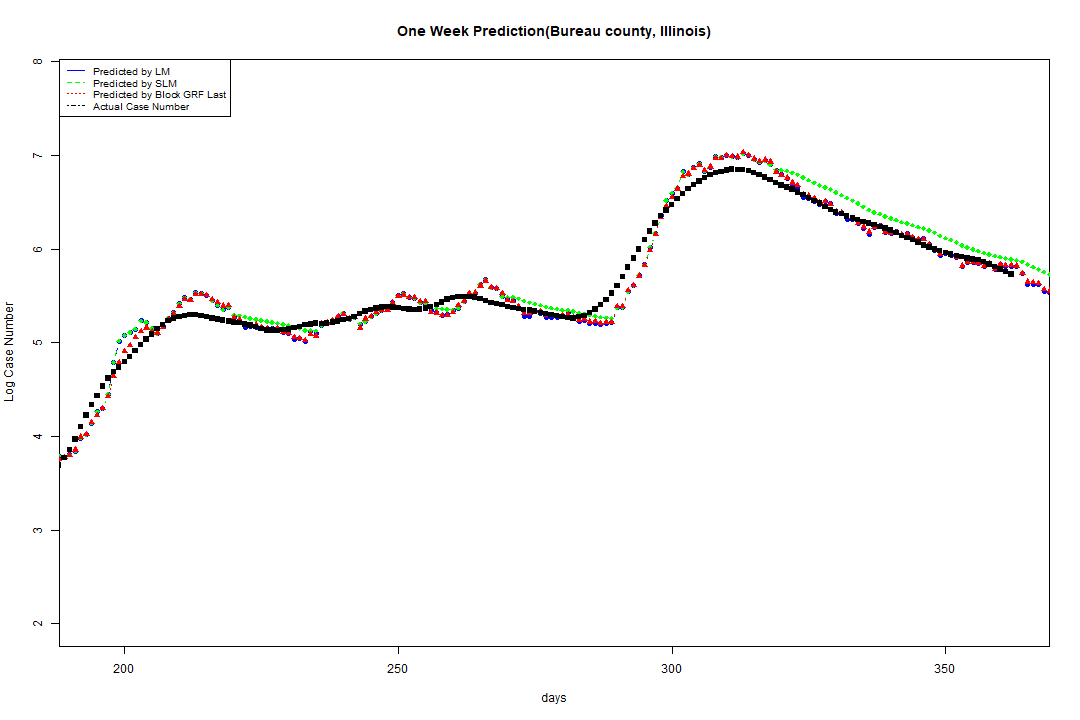 One Week Prediction(Bureau county, Illinois)
Predicted by LM
Predicted by SLM
Predicted by Block GRF Last
Actual Case Number
8
7
6
5
4
3
2
Log Case Number
200
250
300
350
days